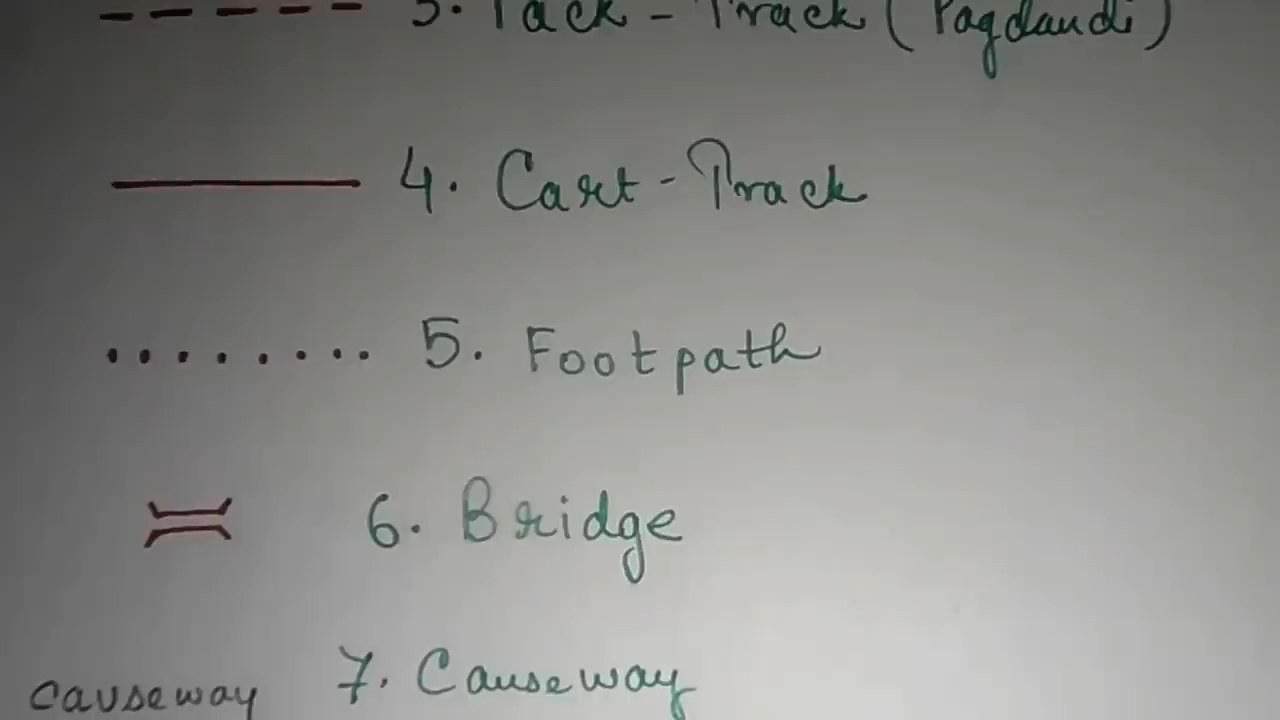 3. Pack-Track (Pagdandi)
4. Cart-Track
5. Footpath
6. Bridge
causeway 7. Causeway